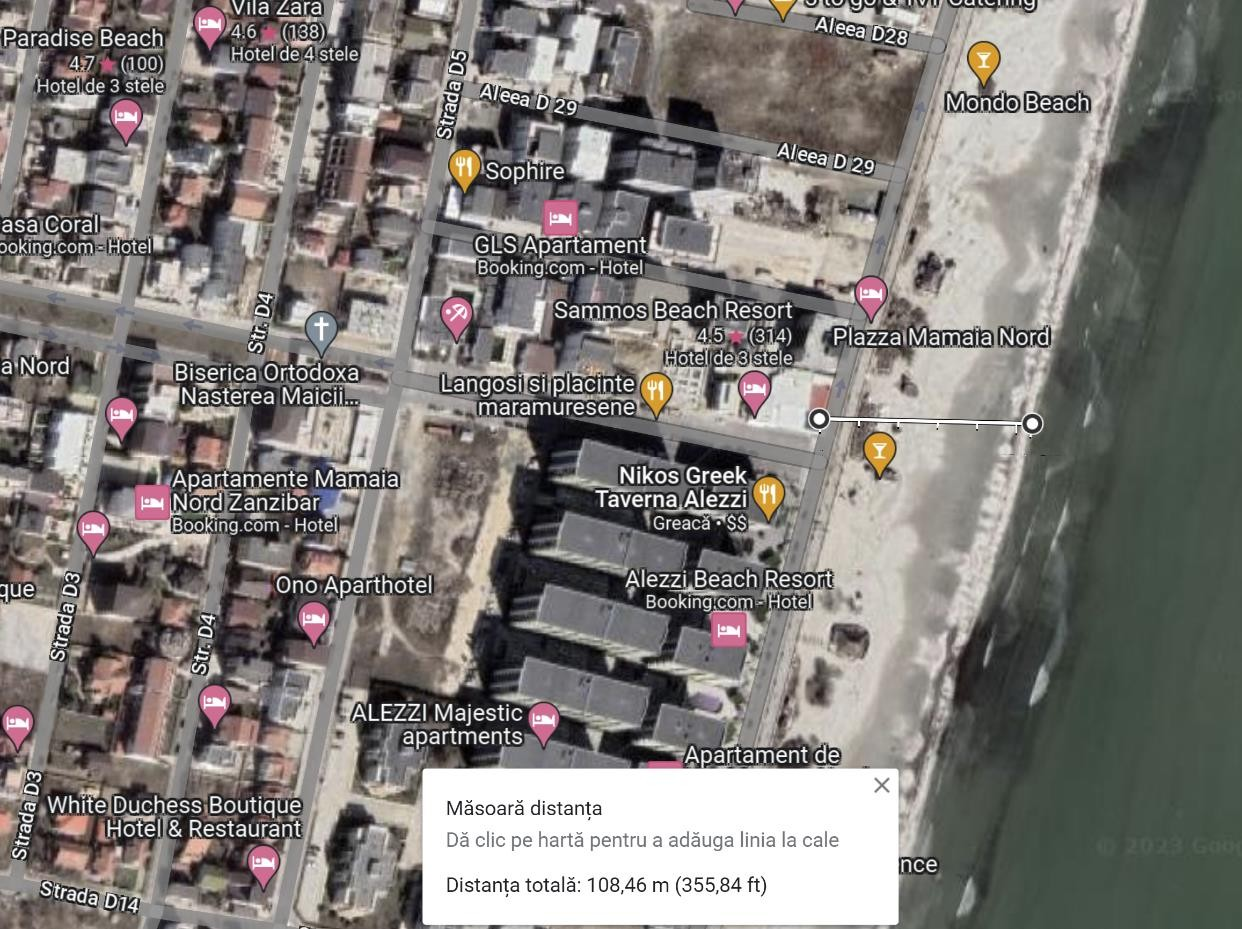 Vila Zara
4.6 ★ (138)
Hotel de 4 stele
Paradise Beach
4.7 ★ (100)
Hotel de 3 stele
Aleea D28
Mondo Beach
Strada D5
Aleea D 29
Aleea D 29
Sophire
asa Coral
ooking.com - Hotel
GLS Apartament
Booking.com - Hotel
Sammos Beach Resort
4.5 ★ (314)
Hotel de 3 stele
Plazza Mamaia Nord
Str. D4
a Nord
Biserica Ortodoxa
Nasterea Maicii...
Langosi si placinte
maramuresene
Nikos Greek
Taverna Alezzi
Greacă • $$
Apartamente Mamaia
Nord Zanzibar
Booking.com - Hotel
que
Ono Aparthotel
Alezzi Beach Resort
Booking.com - Hotel
Strada D3
Str. D4
ALEZZI Majestic
apartments
Apartament de
Strada D3
White Duchess Boutique
Hotel & Restaurant
Măsoară distanța
Dă clic pe hartă pentru a adăuga linia la cale
Distanța totală: 108,46 m (355,84 ft)
nce
Strada D14
© 2023 Goo